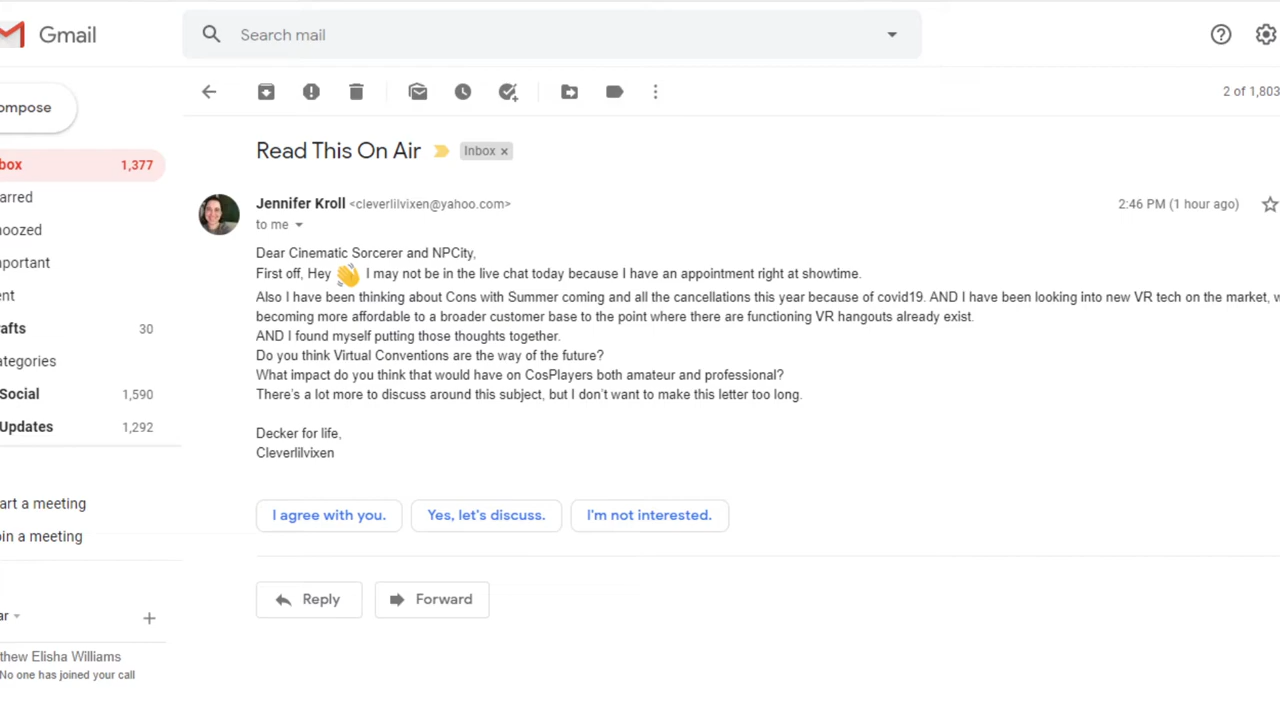 Gmail
Search mail
ompose
2 of 1,803
Read This On Air
Inbox ×
box 1,377
arred
noozed
nportant
ent
afts 30
ategories
Social 1,590
Updates 1,292
art a meeting
oin a meeting
ar
thew Elisha Williams
No one has joined your call
Jennifer Kroll <cleverlilvixen@yahoo.com>
2:46 PM (1 hour ago)
to me
Dear Cinematic Sorcerer and NPCity,
First off, Hey 👋 I may not be in the live chat today because I have an appointment right at showtime.
Also I have been thinking about Cons with Summer coming and all the cancellations this year because of covid19. AND I have been looking into new VR tech on the market, w
becoming more affordable to a broader customer base to the point where there are functioning VR hangouts already exist.
AND I found myself putting those thoughts together.
Do you think Virtual Conventions are the way of the future?
What impact do you think that would have on CosPlayers both amateur and professional?
There's a lot more to discuss around this subject, but I don't want to make this letter too long.
Decker for life,
Cleverlilvixen
I agree with you.
Yes, let's discuss.
I'm not interested.
Reply
Forward